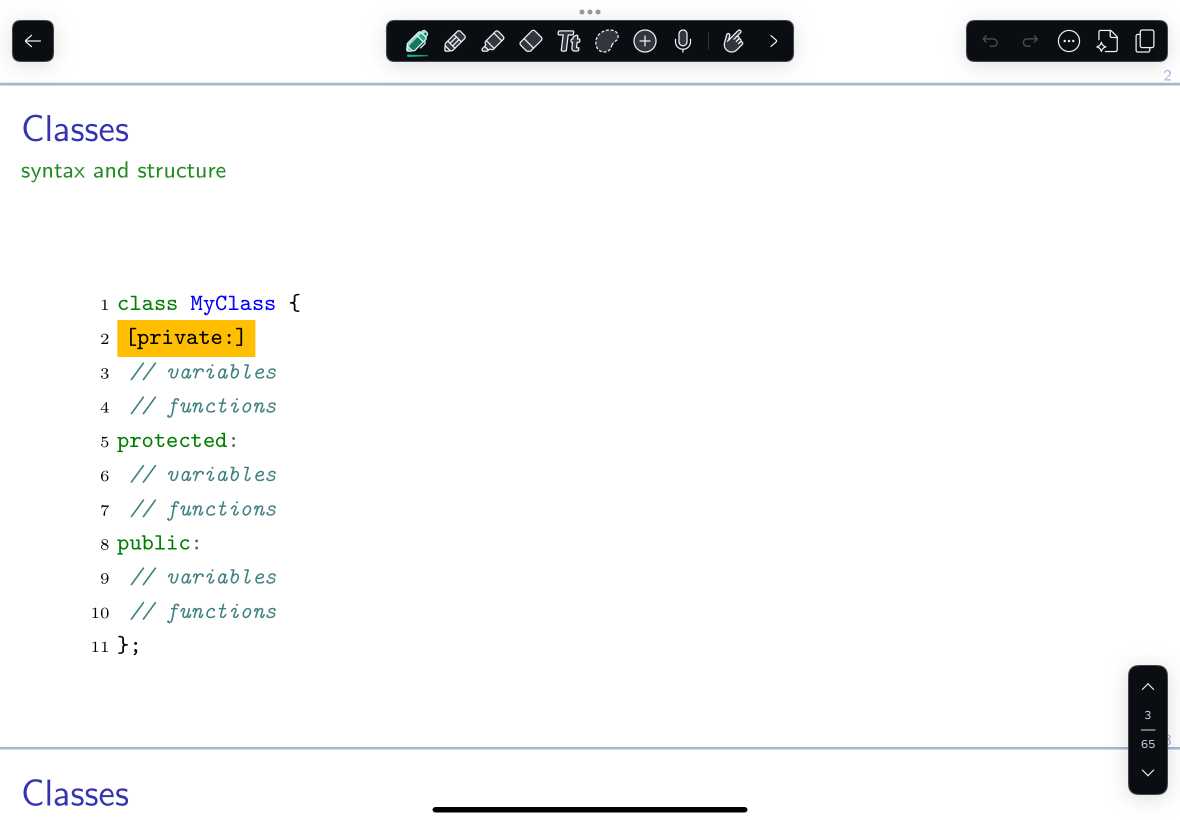 Tt
2
Classes
syntax and structure
1 class MyClass {
2 [private:]
3 // variables
4 // functions
5 protected:
6 // variables
7 // functions
8 public:
9 // variables
10 // functions
11 };
3
65
Classes